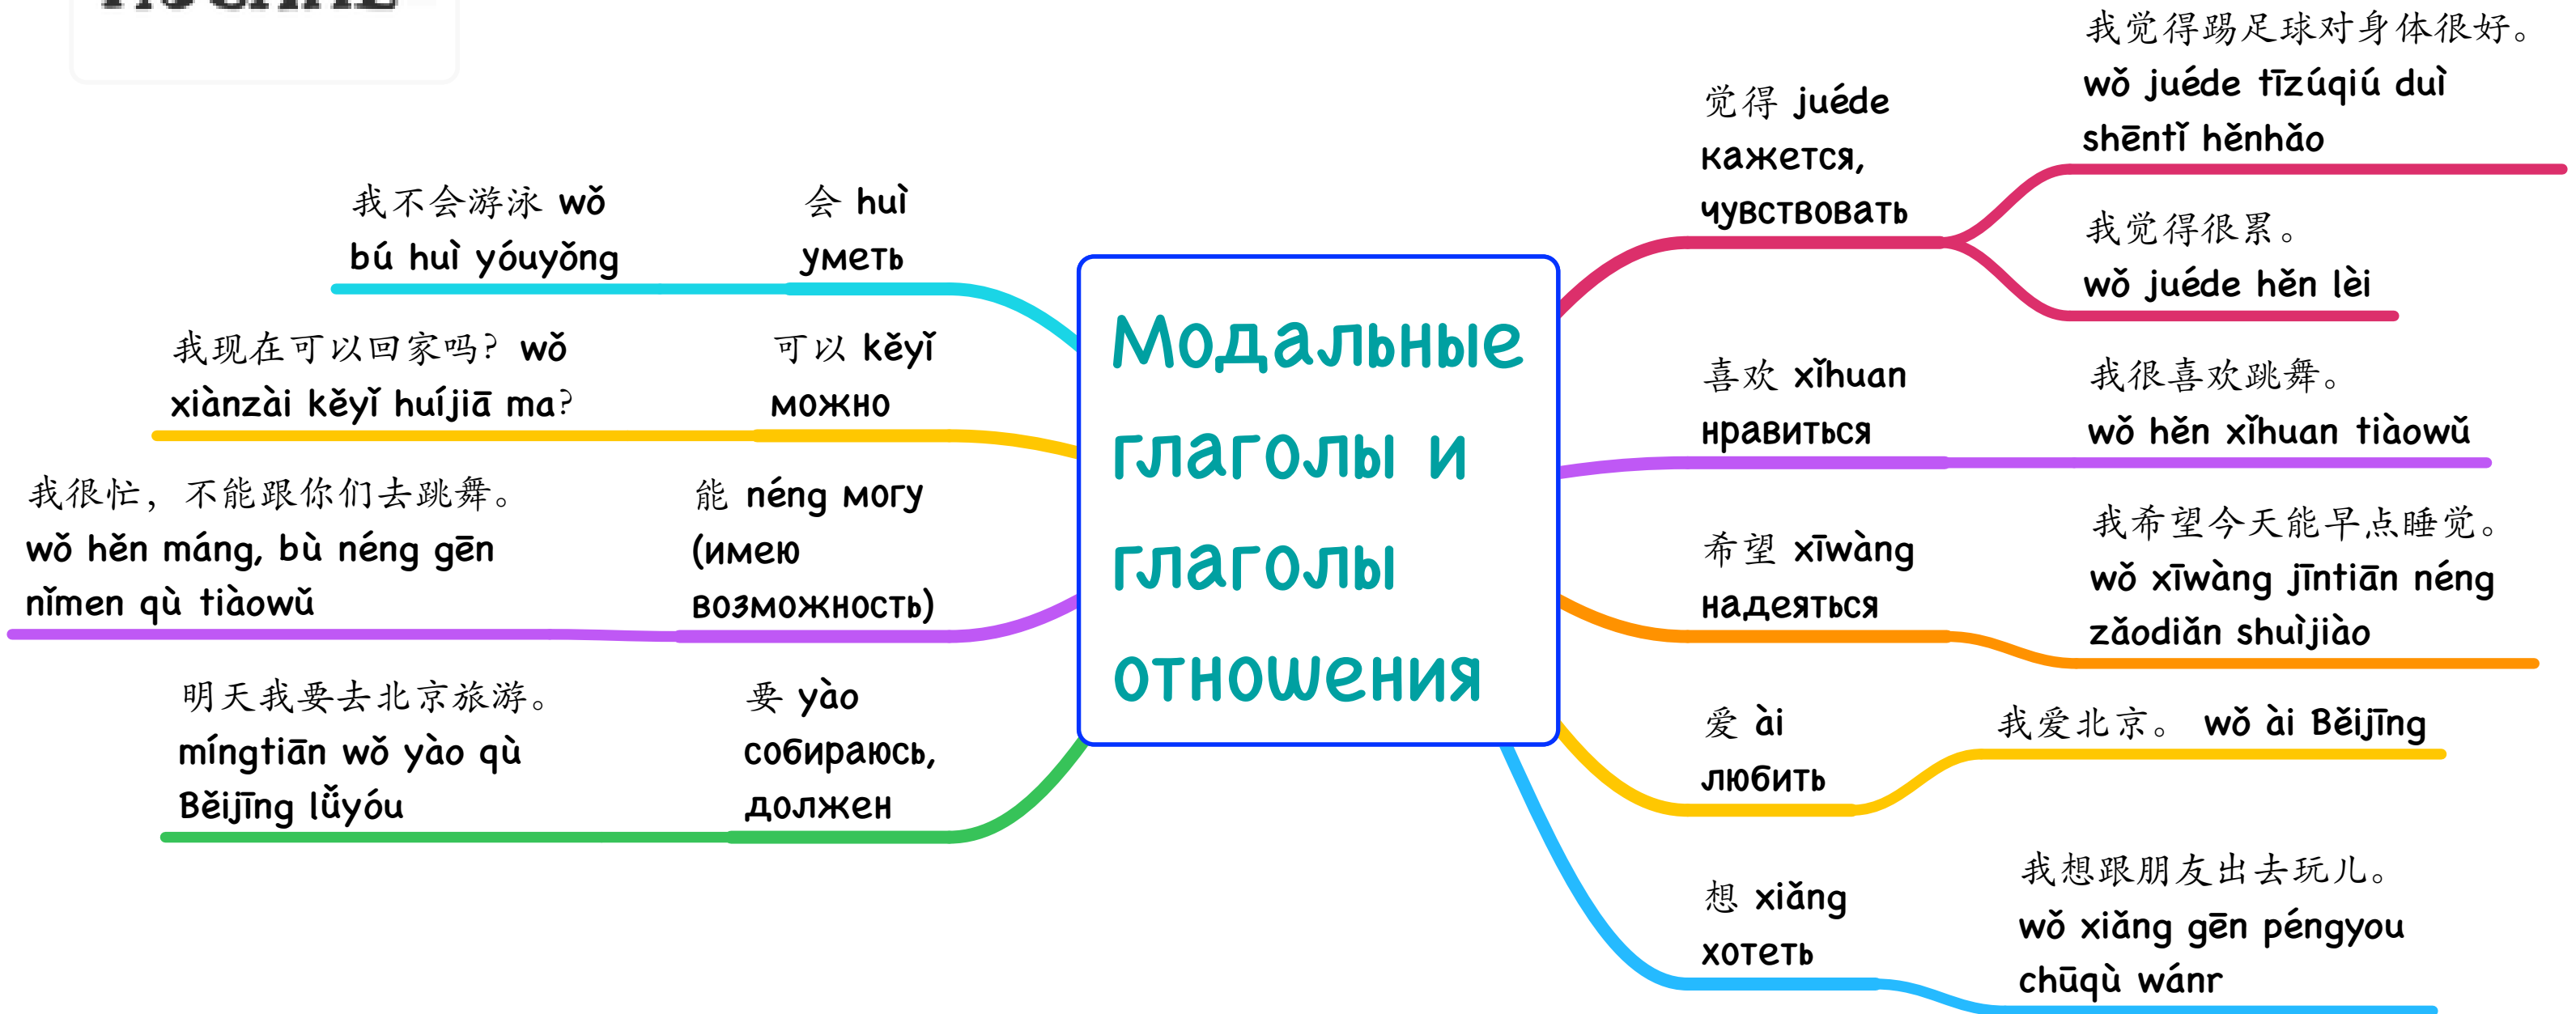 Модальные
глаголы и
глаголы
отношения
会 huì
уметь
我不会游泳 wǒ
bú huì yóuyǒng
可以 kěyǐ
можно
我现在可以回家吗？wǒ
xiànzài kěyǐ huíjiā ma?
能 néng могу
(имею
возможность)
我很忙，不能跟你们去跳舞。
wǒ hěn máng, bù néng gēn
nǐmen qù tiàowǔ
要 yào
собираюсь,
должен
明天我要去北京旅游。
míngtiān wǒ yào qù
Běijīng lǚyóu
觉得 juéde
кажется,
чувствовать
我觉得踢足球对身体很好。
wǒ juéde tīzúqiú duì
shēntǐ hěnhǎo
我觉得很累。
wǒ juéde hěn lèi
喜欢 xǐhuan
нравиться
我很喜欢跳舞。
wǒ hěn xǐhuan tiàowǔ
希望 xīwàng
надеяться
我希望今天能早点睡觉。
wǒ xīwàng jīntiān néng
zǎodiǎn shuìjiào
爱 ài
любить
我爱北京。 wǒ ài Běijīng
想 xiǎng
хотеть
我想跟朋友出去玩儿。
wǒ xiǎng gēn péngyou
chūqù wánr